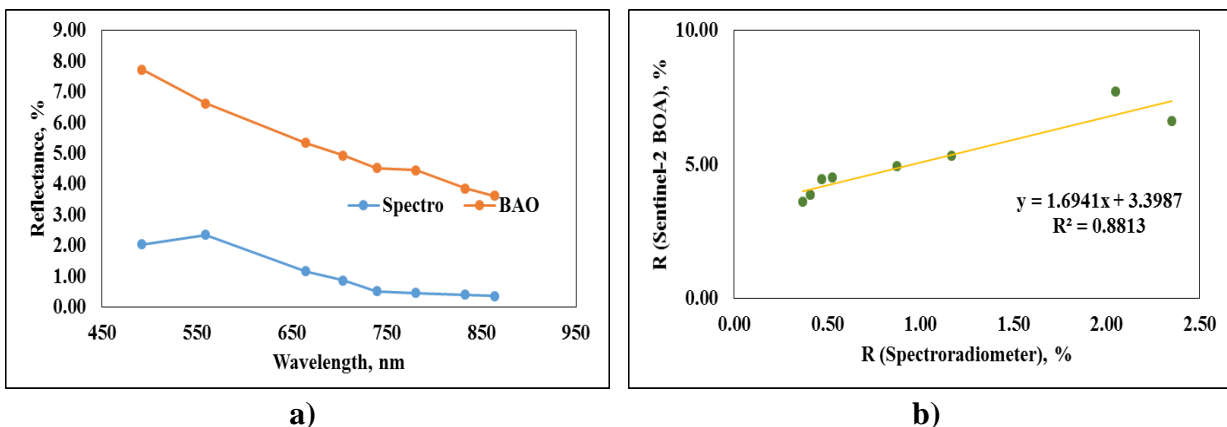 9.00
8.00
7.00
6.00
5.00
4.00
3.00
2.00
1.00
0.00
Reflectance, %
Spectro BAO
450 550 650 750 850 950
Wavelength, nm
a)
10.00
5.00
0.00
R (Sentinel-2 BOA), %
y = 1.6941x + 3.3987
R² = 0.8813
0.00 0.50 1.00 1.50 2.00 2.50
R (Spectroradiometer), %
b)